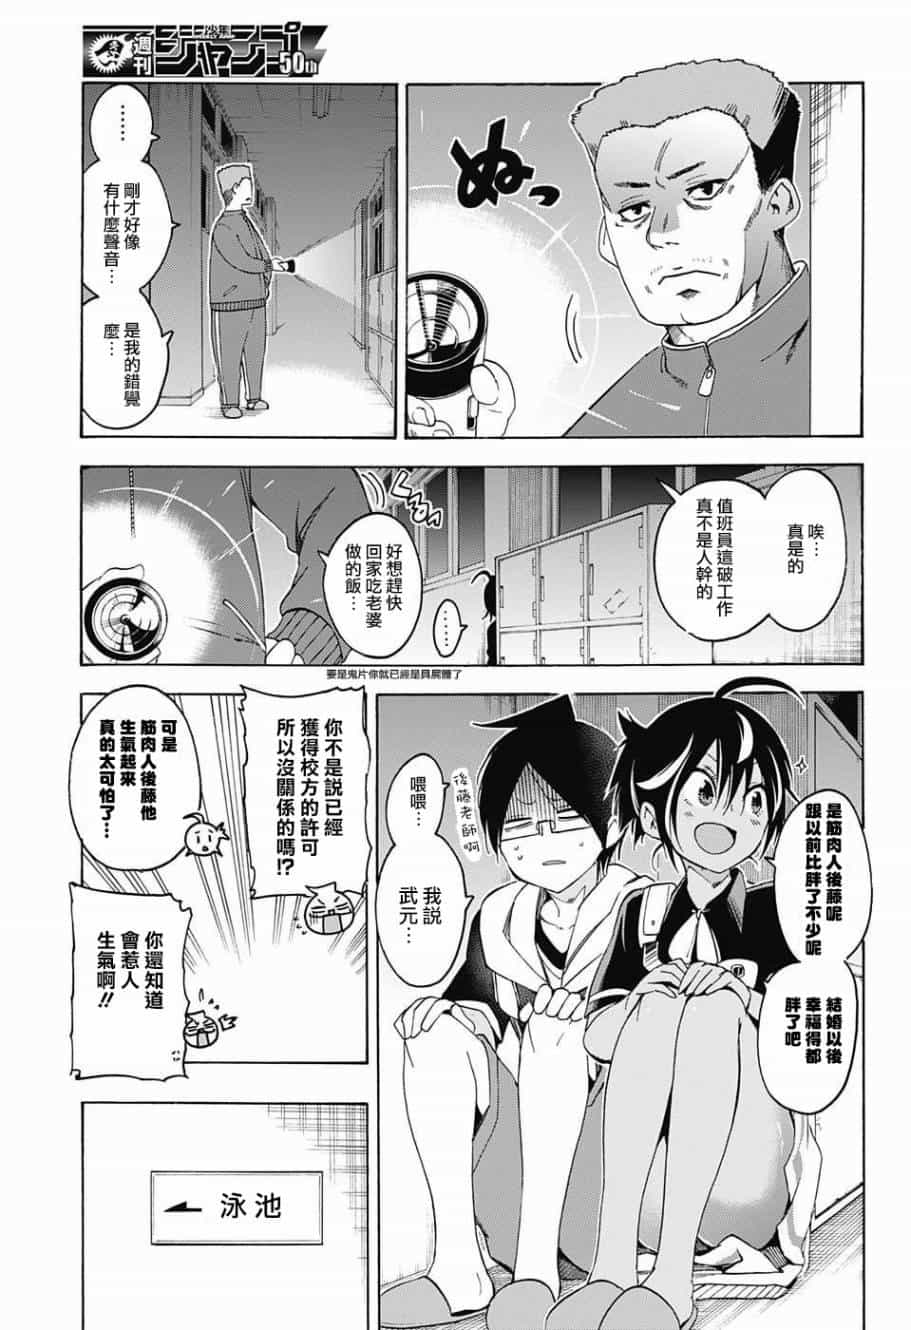 週刊
少年
ジャンプ
50th
ぬっ
……
剛才好像
有什麼聲音…
是我的錯覺
麼…
唉…
真是的
值班員這破工作
真不是人幹的
……
くるっ
好想趕快
回家吃老婆
做的飯…
要是鬼片你就已經是具屍體了
是筋肉人後藤呢
跟以前比胖了不少呢
結婚以後
幸福得都
胖了吧
後藤老師啊
喂喂…
我説
武元…
你不是説已經
獲得校方的許可
所以沒關係的嗎!?
可是
筋肉人後藤他
生氣起來
真的太可怕了…
你還知道
會惹人
生氣啊!!
泳池